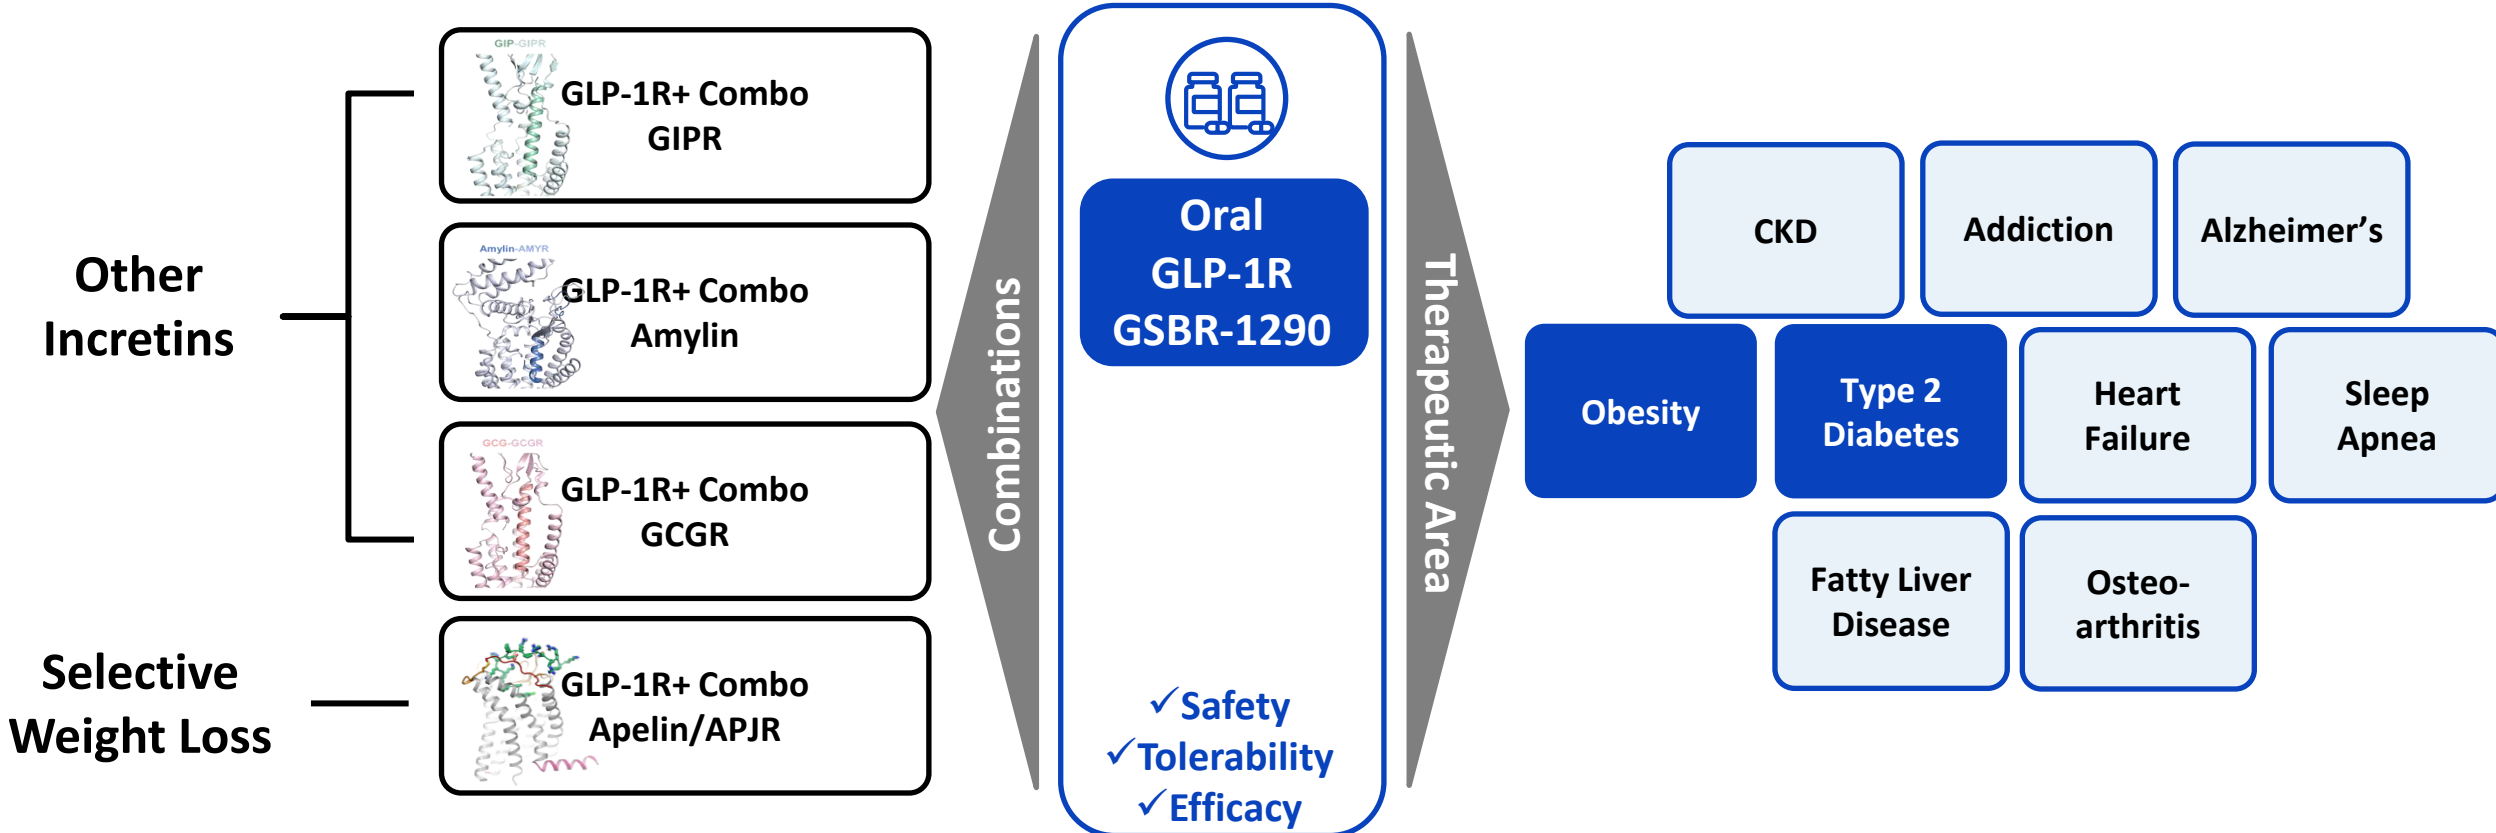 Other
Incretins
Selective
Weight Loss
GIP-GIPR
GLP-1R+ Combo
GIPR
Amylin-AMYR
GLP-1R+ Combo
Amylin
GCG-GCGR
GLP-1R+ Combo
GCGR
GLP-1R+ Combo
Apelin/APJR
Combinations
Oral
GLP-1R
GSBR-1290
✓Safety
✓Tolerability
✓Efficacy
Therapeutic Area
CKD
Addiction
Alzheimer’s
Obesity
Type 2
Diabetes
Heart
Failure
Sleep
Apnea
Fatty Liver
Disease
Osteo-
arthritis